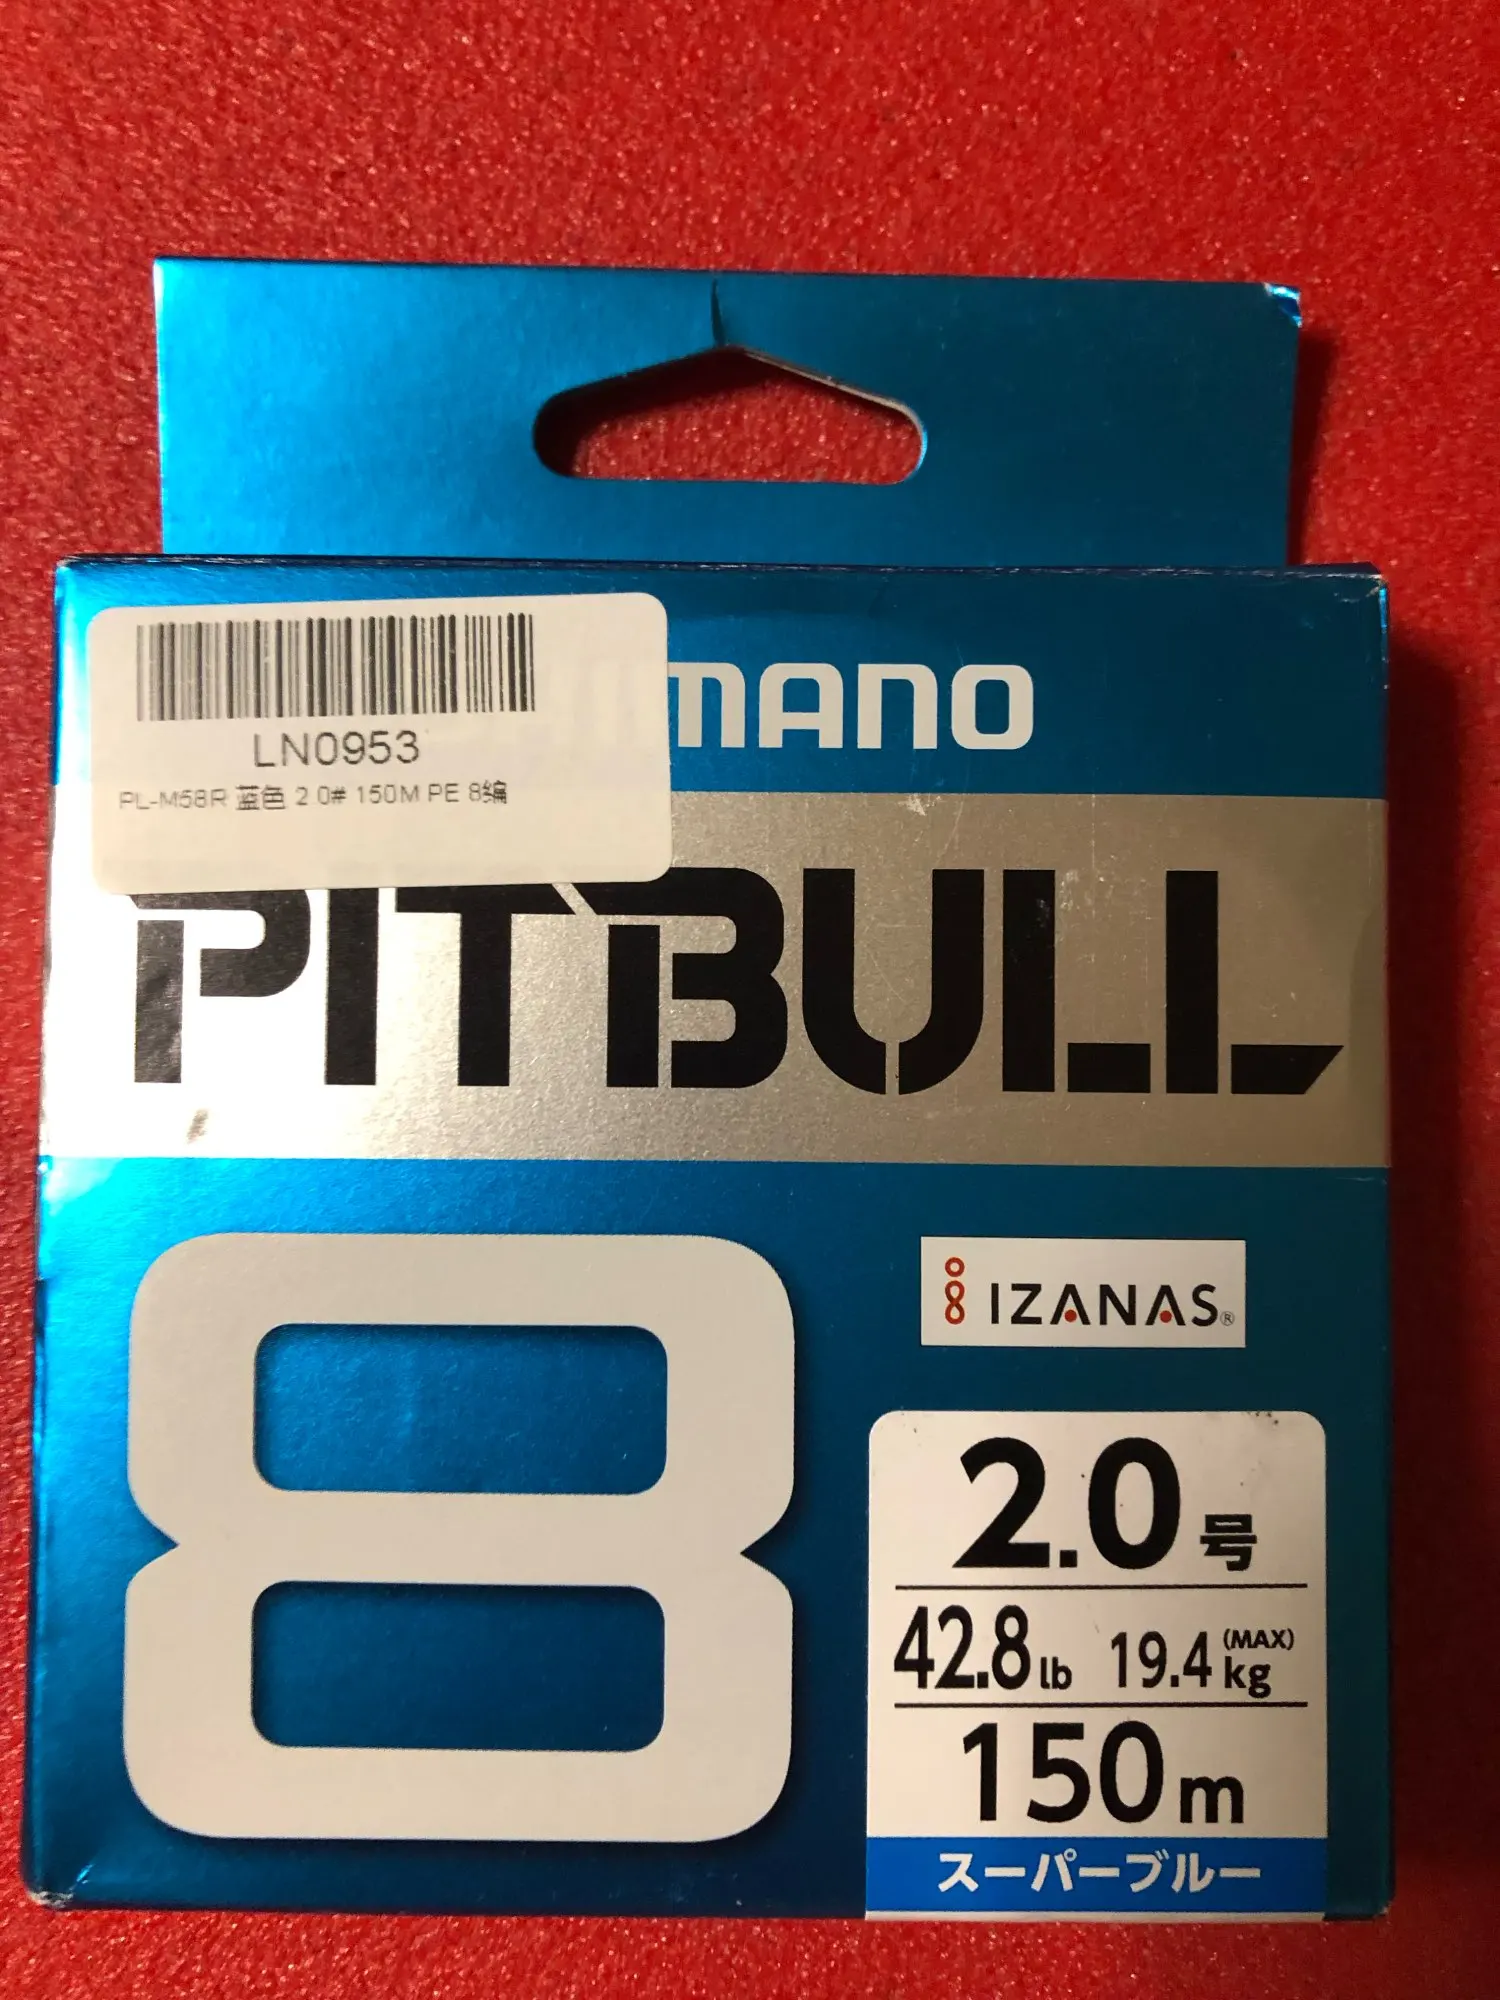 LN0953
PL-M58R 蓝色 2.0# 150M PE 8编
MANO
PITBULL
8
IZANAS®
2.0号
42.8lb 19.4kg (MAX)
150m
スーパーブルー